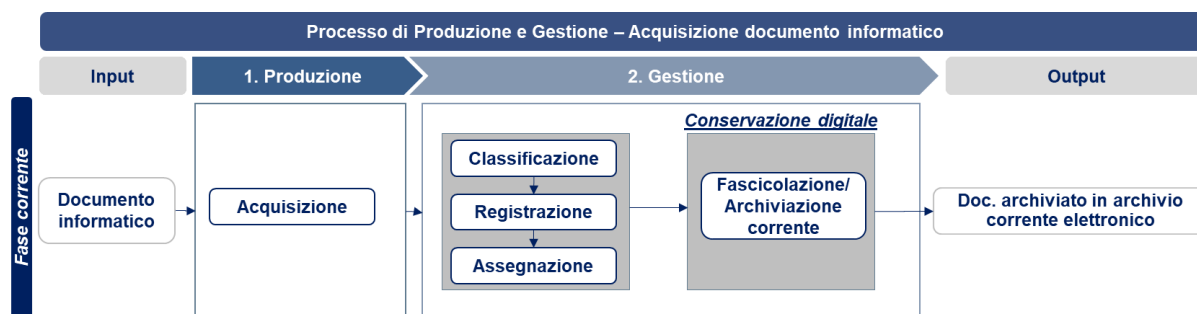 Processo di Produzione e Gestione – Acquisizione documento informatico
Input
1. Produzione
2. Gestione
Output
Fase corrente
Documento
informatico
Acquisizione
Classificazione
Registrazione
Assegnazione
Conservazione digitale
Fascicolazione/
Archiviazione
corrente
Doc. archiviato in archivio
corrente elettronico